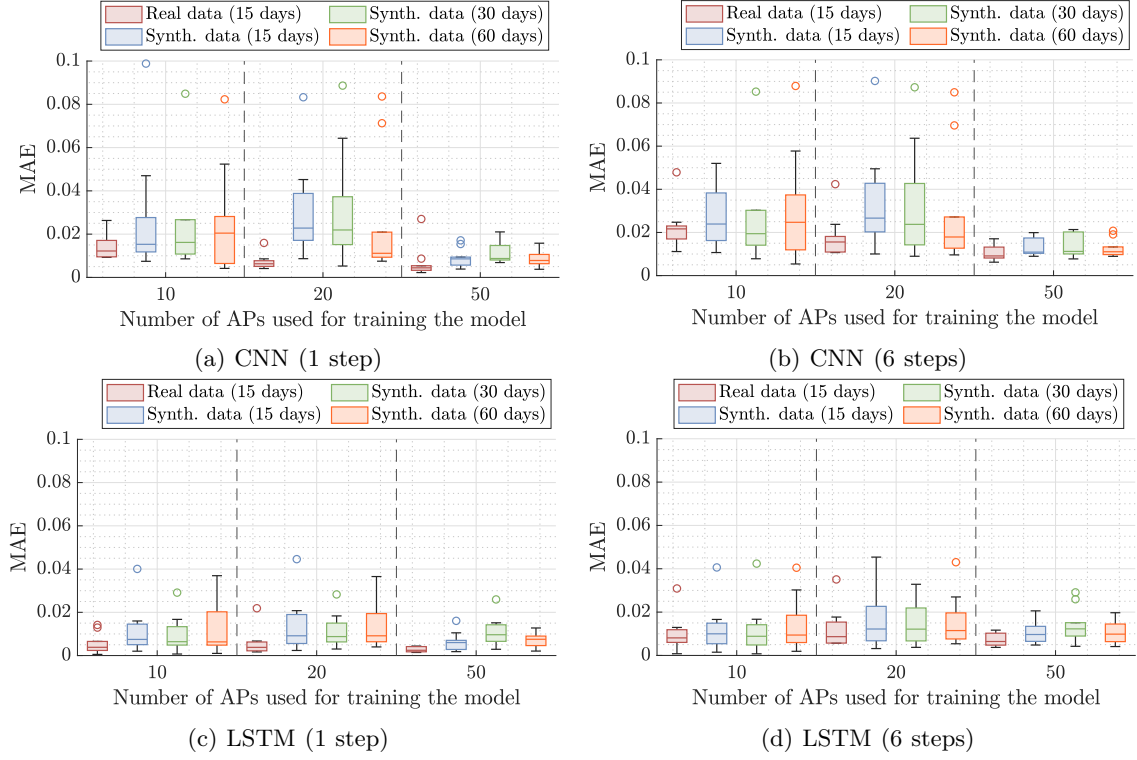 Real data (15 days) Synth. data (30 days)
Synth. data (15 days) Synth. data (60 days)
0.1
0.08
0.06
0.04
0.02
0
MAE
10 20 50
Number of APs used for training the model
(a) CNN (1 step)
Real data (15 days) Synth. data (30 days)
Synth. data (15 days) Synth. data (60 days)
0.1
0.08
0.06
0.04
0.02
0
MAE
10 20 50
Number of APs used for training the model
(b) CNN (6 steps)
Real data (15 days) Synth. data (30 days)
Synth. data (15 days) Synth. data (60 days)
0.1
0.08
0.06
0.04
0.02
0
MAE
10 20 50
Number of APs used for training the model
(c) LSTM (1 step)
Real data (15 days) Synth. data (30 days)
Synth. data (15 days) Synth. data (60 days)
0.1
0.08
0.06
0.04
0.02
0
MAE
10 20 50
Number of APs used for training the model
(d) LSTM (6 steps)